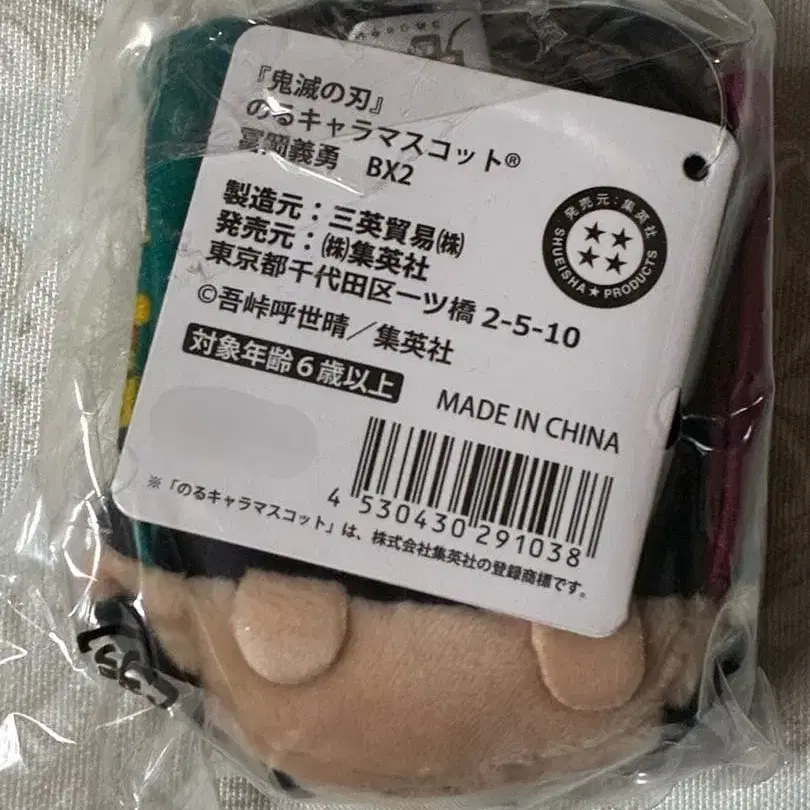 『鬼滅の刃』
のるキャラマスコット®
冨岡義勇 BX2
製造元：三英貿易㈱
発売元：㈱集英社
東京都千代田区一ツ橋 2-5-10
©吾峠呼世晴／集英社
対象年齢６歳以上
発売元：集英社
SHUEISHA★PRODUCTS
MADE IN CHINA
4 530430 291038
※「のるキャラマスコット」は、株式会社集英社の登録商標です。